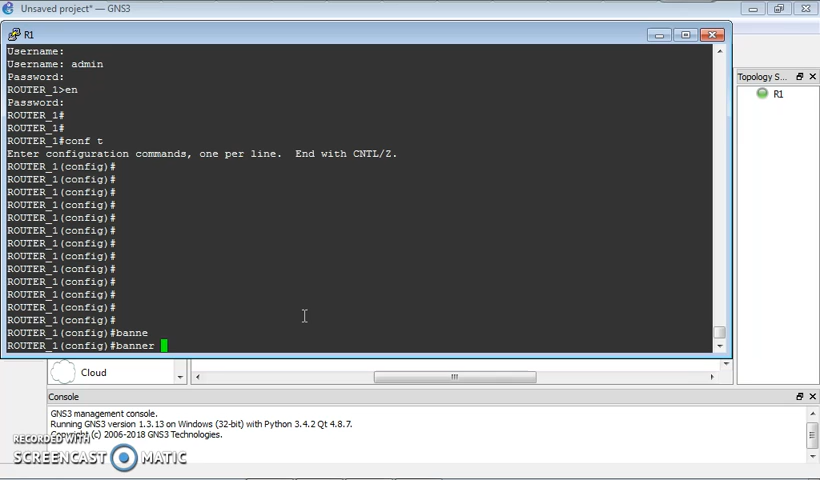 Unsaved project* — GNS3
R1
Username:
Username: admin
Password:
ROUTER_1>en
Password:
ROUTER_1#
ROUTER_1#
ROUTER_1#conf t
Enter configuration commands, one per line.  End with CNTL/Z.
ROUTER_1(config)#
ROUTER_1(config)#
ROUTER_1(config)#
ROUTER_1(config)#
ROUTER_1(config)#
ROUTER_1(config)#
ROUTER_1(config)#
ROUTER_1(config)#
ROUTER_1(config)#
ROUTER_1(config)#
ROUTER_1(config)#
ROUTER_1(config)#
ROUTER_1(config)#
ROUTER_1(config)#banne
ROUTER_1(config)#banner
Topology S...
R1
Cloud
Console
GNS3 management console.
Running GNS3 version 1.3.13 on Windows (32-bit) with Python 3.4.2 Qt 4.8.7.
Copyright (c) 2006-2018 GNS3 Technologies.
RECORDED WITH
SCREENCAST MATIC